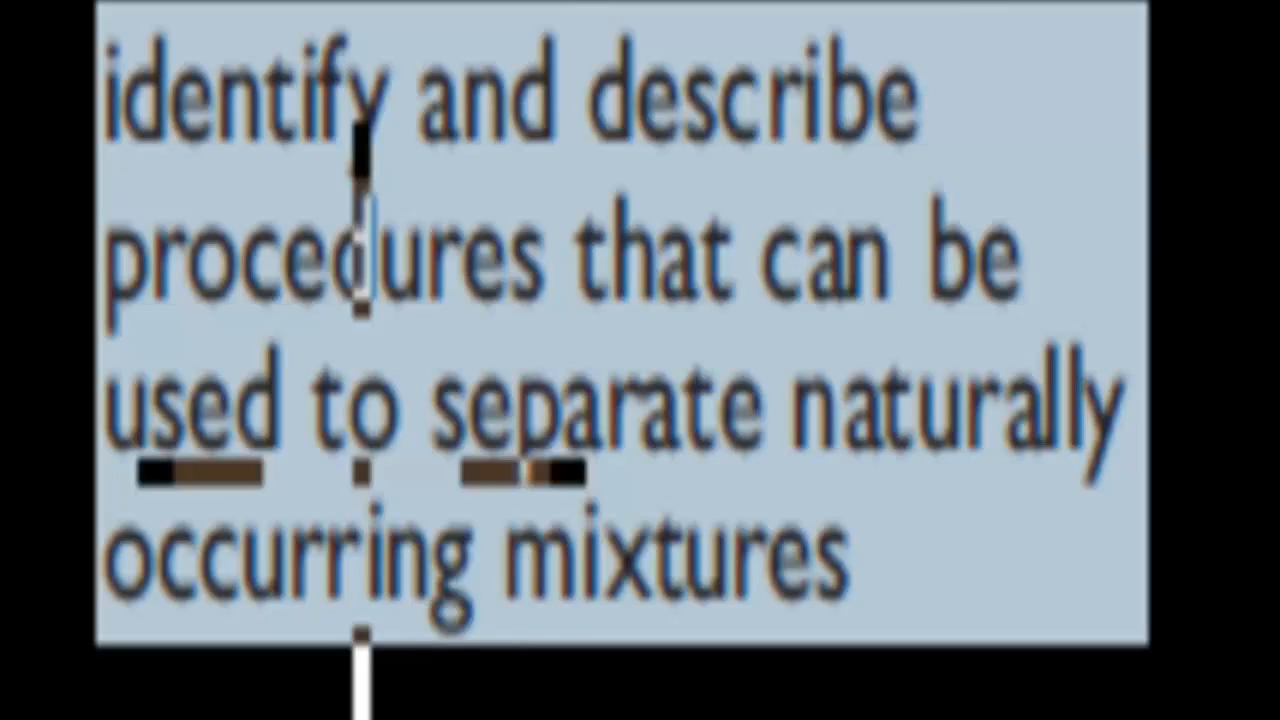 identify and describe
procedures that can be
used to separate naturally
occurring mixtures